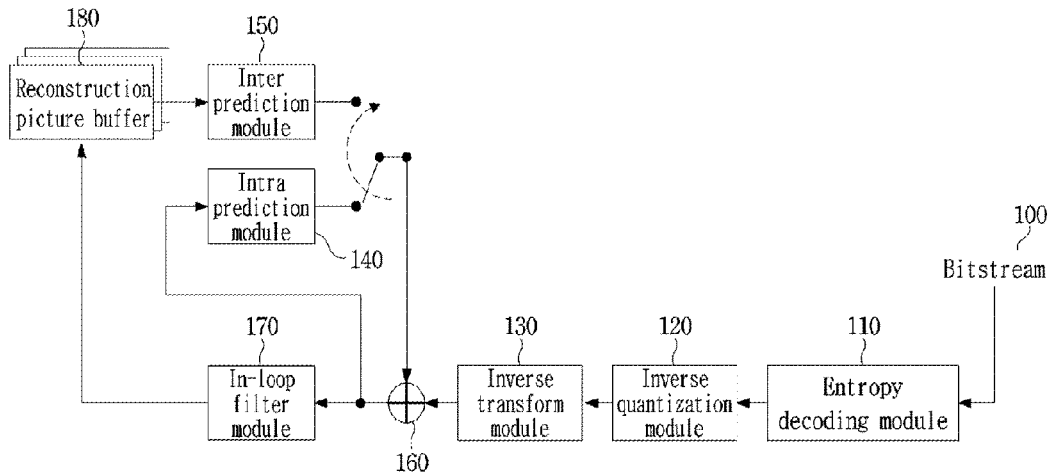 180
Reconstruction
picture buffer
150
Inter
prediction
module
Intra
prediction
module
140
100
Bitstream
170
In-loop
filter
module
160
130
Inverse
transform
module
120
Inverse
quantization
module
110
Entropy
decoding module